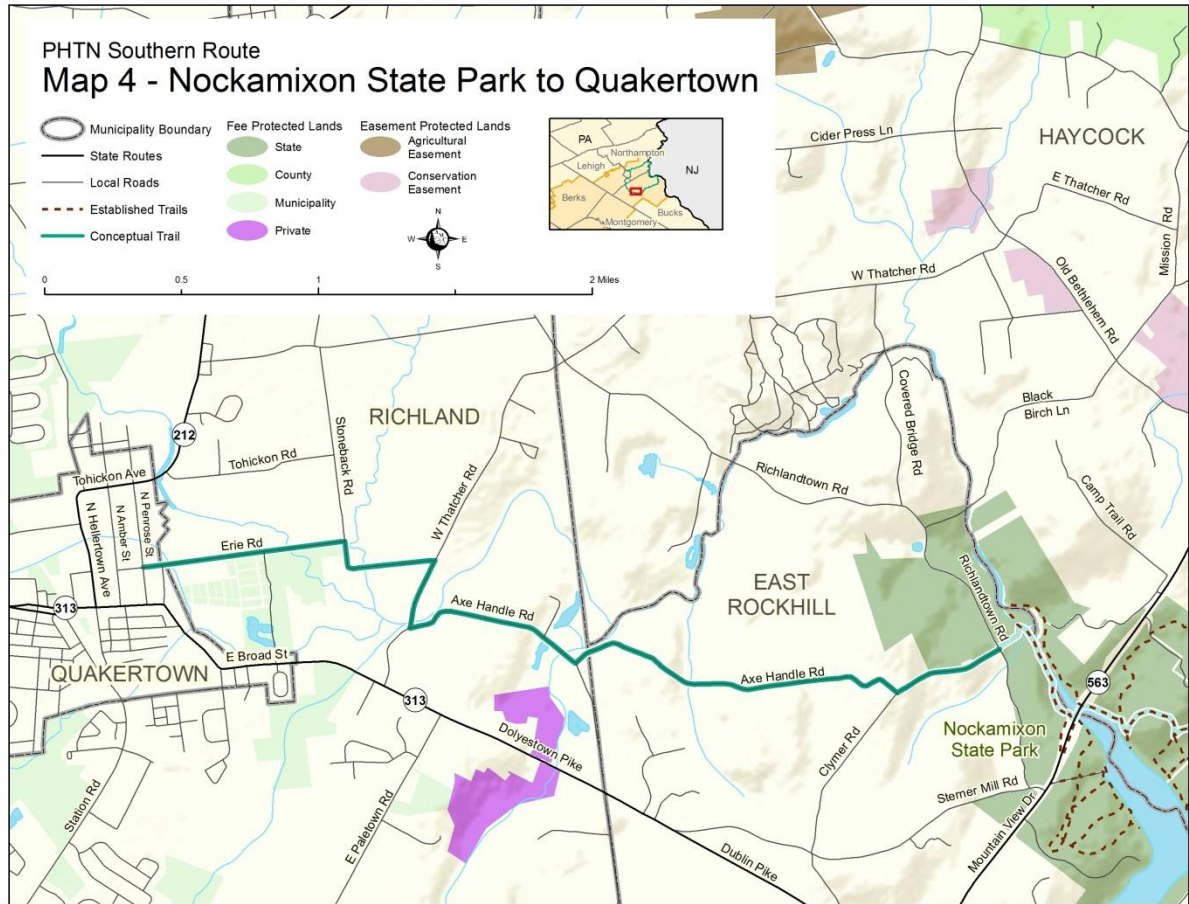 PHTN Southern Route
Map 4 - Nockamixon State Park to Quakertown
Municipality Boundary
State Routes
Local Roads
Established Trails
Conceptual Trail
Fee Protected Lands
State
County
Municipality
Private
Easement Protected Lands
Agricultural
Easement
Conservation
Easement
N
W
E
S
PA
NJ
Northampton
Lehigh
Berks
Bucks
Montgomery
0
0.5
1
2 Miles
Cider Press Ln
HAYCOCK
E Thatcher Rd
Mission Rd
W Thatcher Rd
Old Bethlehem Rd
Black
Birch Ln
Covered Bridge Rd
Camp Trail Rd
RICHLAND
212
Stoneback Rd
Tohickon Rd
Tohickon Ave
W Thatcher Rd
Richlandtown Rd
N Hellertown Ave
N Amber St
N Penrose St
Erie Rd
EAST
ROCKHILL
Richlandtown Rd
Axe Handle Rd
313
E Broad St
QUAKERTOWN
Axe Handle Rd
563
313
Nockamixon
State Park
Dolyestown Pike
Clymer Rd
Sterner Mill Rd
Station Rd
E Paletown Rd
Mountain View Dr
Dublin Pike